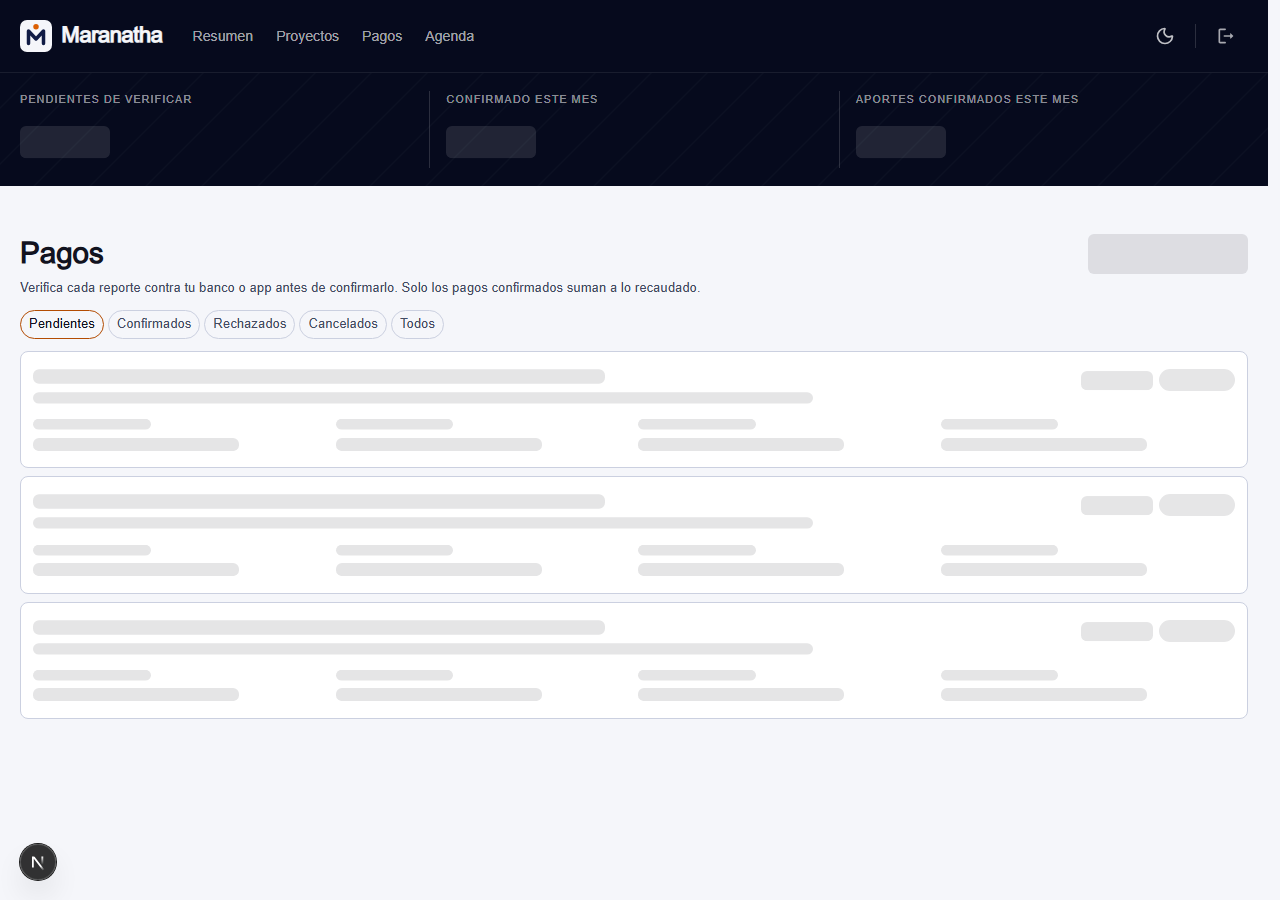 Maranatha
Resumen
Proyectos
Pagos
Agenda
PENDIENTES DE VERIFICAR
CONFIRMADO ESTE MES
APORTES CONFIRMADOS ESTE MES
Pagos
Verifica cada reporte contra tu banco o app antes de confirmarlo. Solo los pagos confirmados suman a lo recaudado.
Pendientes
Confirmados
Rechazados
Cancelados
Todos